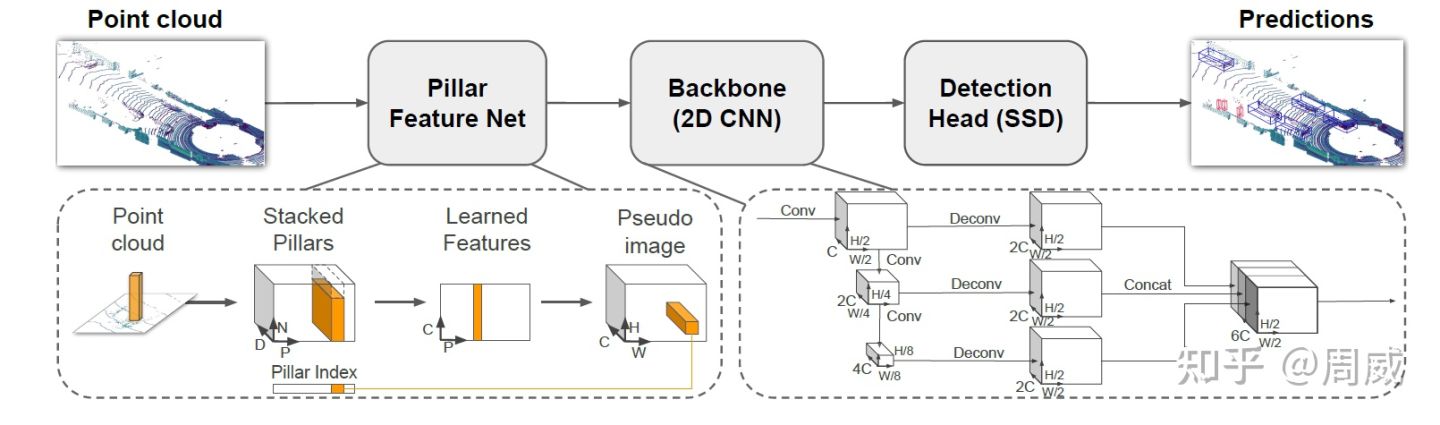 Point cloud
Predictions
Pillar
Feature Net
Backbone
(2D CNN)
Detection
Head (SSD)
Point
cloud
Stacked
Pillars
Learned
Features
Pseudo
image
N
D
P
C
P
H
C
W
Pillar Index
Conv
C
H/2
W/2
Deconv
2C
H/2
W/2
Conv
2C
H/4
W/4
Deconv
2C
H/2
W/2
Concat
Conv
4C
H/8
W/8
Deconv
2C
H/2
W/2
6C
H/2
W/2
知乎 @周威